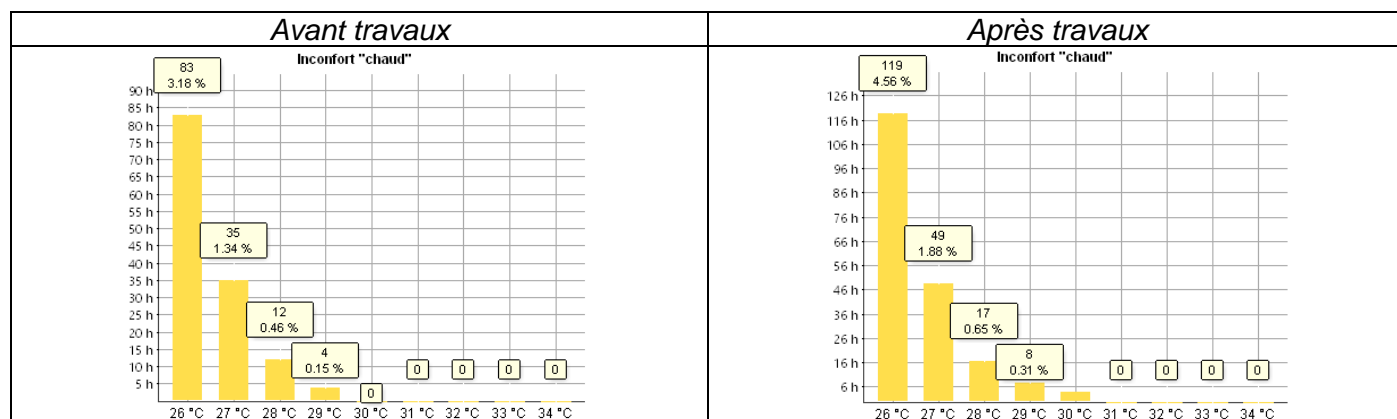 Avant travaux
Après travaux
Inconfort "chaud"
83
3.18 %
90 h
85 h
80 h
75 h
70 h
65 h
60 h
55 h
50 h
45 h
40 h
35 h
30 h
25 h
20 h
15 h
10 h
5 h
35
1.34 %
12
0.46 %
4
0.15 %
0
0
0
0
0
26 °C 27 °C 28 °C 29 °C 30 °C 31 °C 32 °C 33 °C 34 °C
Inconfort "chaud"
119
4.56 %
126 h
116 h
106 h
96 h
86 h
76 h
66 h
56 h
46 h
36 h
26 h
16 h
6 h
49
1.88 %
17
0.65 %
8
0.31 %
0
0
0
0
26 °C 27 °C 28 °C 29 °C 30 °C 31 °C 32 °C 33 °C 34 °C